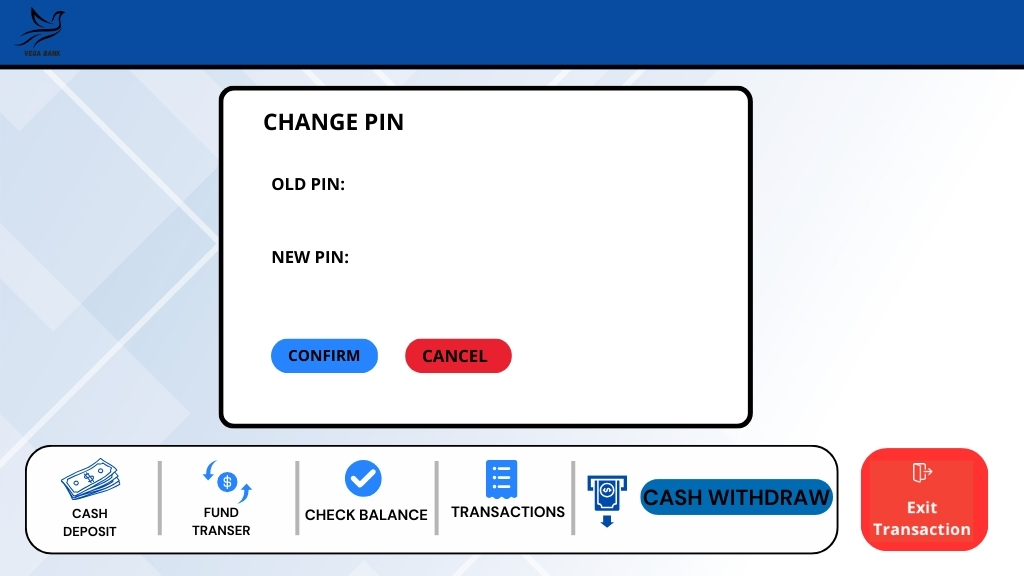 VEGA BANK
CHANGE PIN
OLD PIN:
NEW PIN:
CONFIRM
CANCEL
CASH
DEPOSIT
FUND
TRANSER
CHECK BALANCE
TRANSACTIONS
CASH WITHDRAW
Exit
Transaction